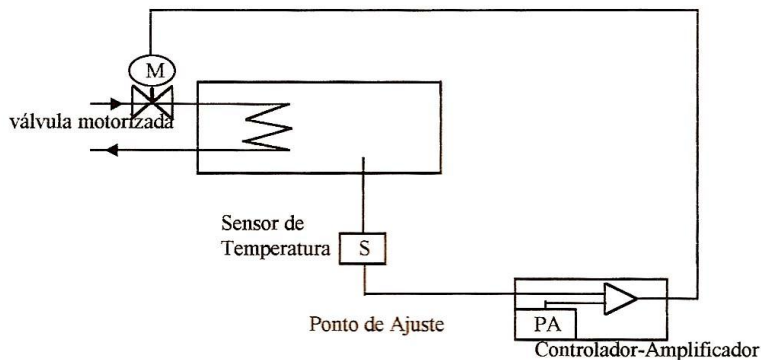 M
válvula motorizada
Sensor de
Temperatura
S
Ponto de Ajuste
PA
Controlador-Amplificador